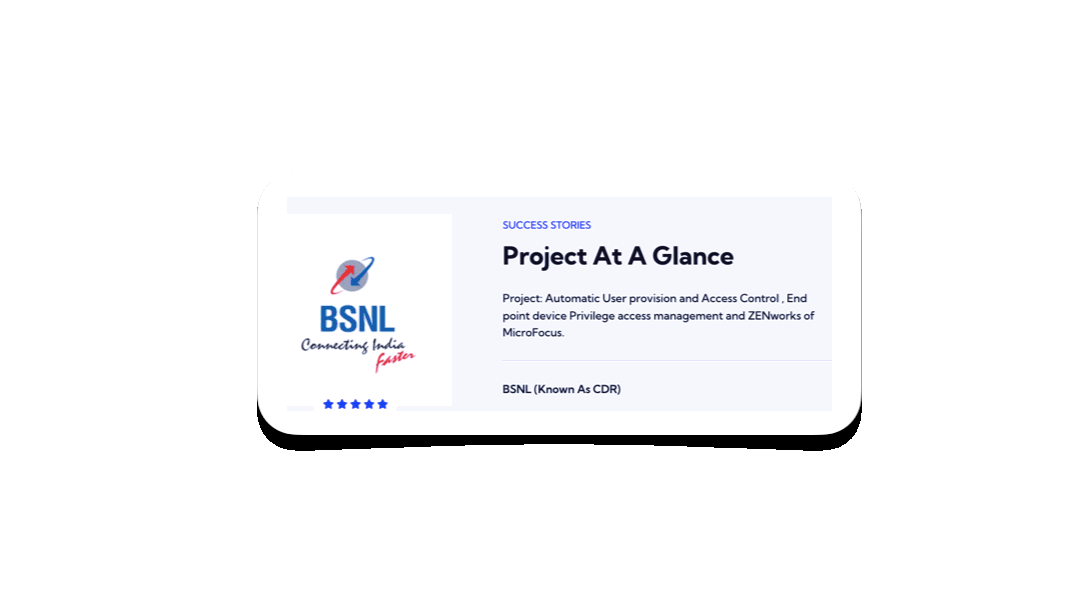 BSNL
Connecting India
Faster
SUCCESS STORIES
Project At A Glance
Project: Automatic User provision and Access Control , End
point device Privilege access management and ZENworks of
MicroFocus.
BSNL (Known As CDR)